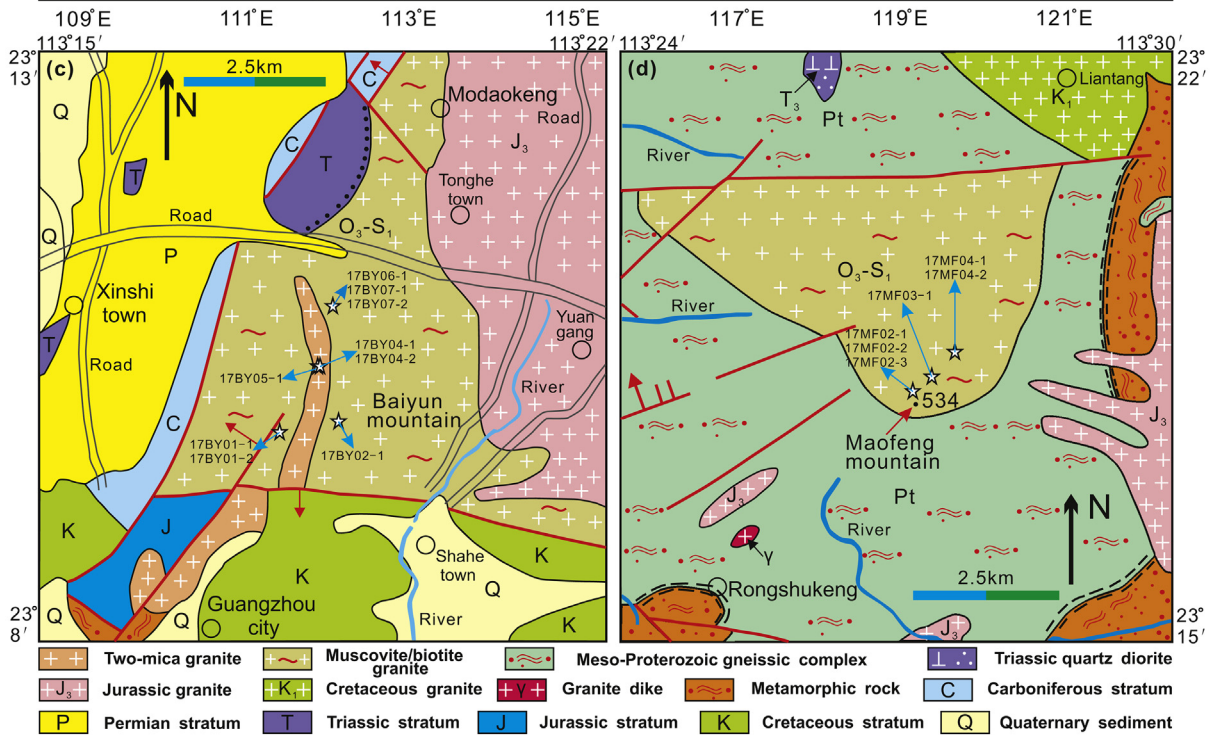 109°E 111°E 113°E 115°E 117°E 119°E 121°E
113°15′ 113°22′ 113°24′ 113°30′
(c)
23°
13′
2.5km
N
Q
C
C
T
T
Modaokeng
Road
J₃
Tonghe
town
Road
O₃-S₁
Q
P
Xinshi
town
17BY06-1
17BY07-1
17BY07-2
Yuan
gang
T
Road
17BY04-1
17BY04-2
17BY05-1
River
Baiyun
mountain
C
17BY01-1
17BY01-2
17BY02-1
K
J
K
K
Shahe
town
Q
Q
Q
Guangzhou
city
River
K
23°
8′
(d)
23°
22′
T₃
Pt
Liantang
K₁
River
O₃-S₁
17MF04-1
17MF04-2
17MF03-1
River
17MF02-1
17MF02-2
17MF02-3
534
Maofeng
mountain
J₃
Pt
J₃
N
River
γ
Rongshukeng
2.5km
J₃
23°
15′
Two-mica granite
Muscovite/biotite
granite
Meso-Proterozoic gneissic complex
Triassic quartz diorite
J₃ Jurassic granite
K₁ Cretaceous granite
γ Granite dike
Metamorphic rock
C Carboniferous stratum
P Permian stratum
T Triassic stratum
J Jurassic stratum
K Cretaceous stratum
Q Quaternary sediment